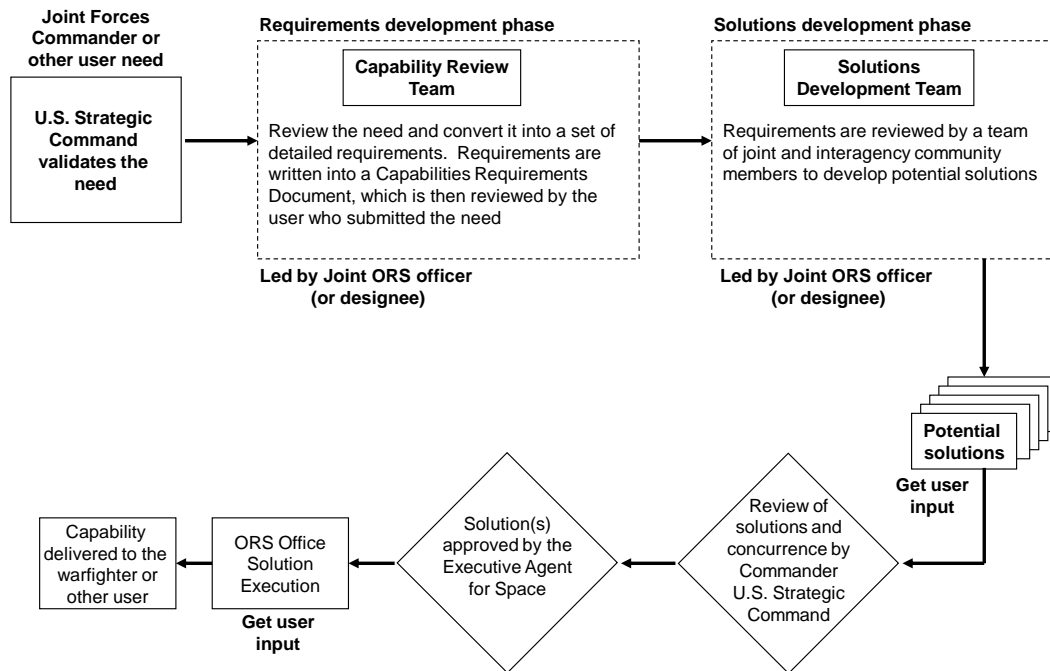 Joint Forces
Commander or
other user need
U.S. Strategic
Command
validates the
need
Requirements development phase
Capability Review
Team
Review the need and convert it into a set of
detailed requirements.  Requirements are
written into a Capabilities Requirements
Document, which is then reviewed by the
user who submitted the need
Led by Joint ORS officer
(or designee)
Solutions development phase
Solutions
Development Team
Requirements are reviewed by a team
of joint and interagency community
members to develop potential solutions
Led by Joint ORS officer
(or designee)
Potential
solutions
Get user
input
Review of
solutions and
concurrence by
Commander
U.S. Strategic
Command
Solution(s)
approved by the
Executive Agent
for Space
ORS Office
Solution
Execution
Get user
input
Capability
delivered to the
warfighter or
other user